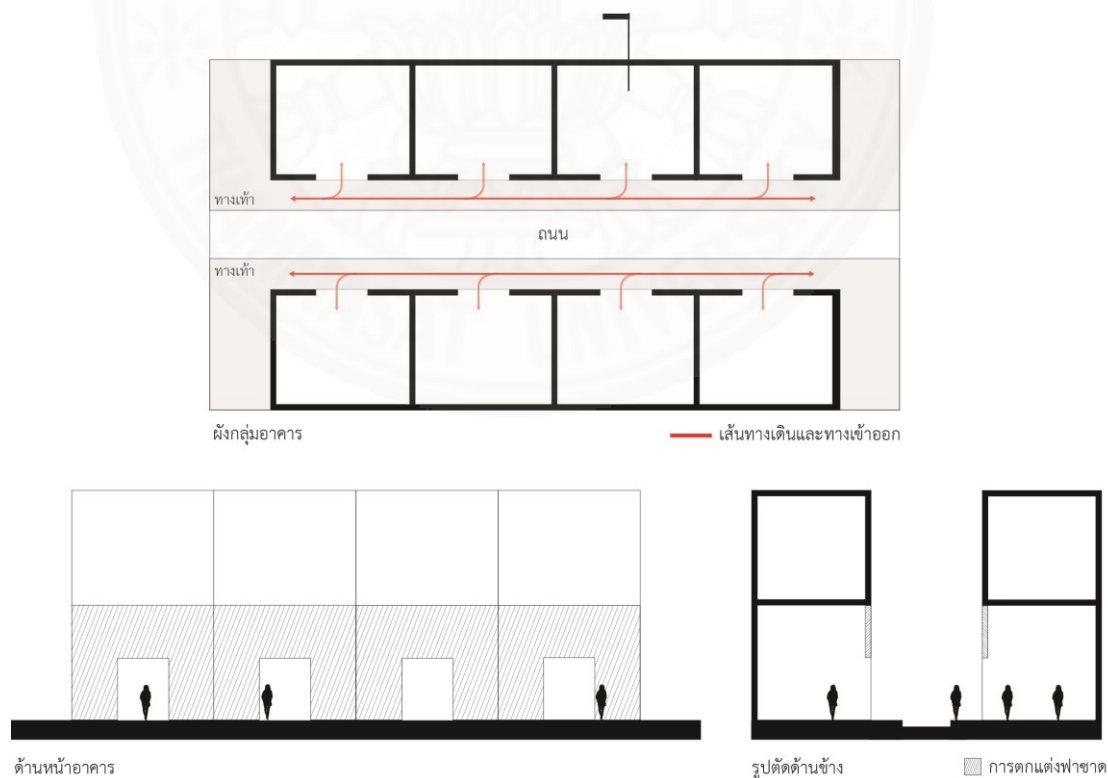 ทางเท้า
ถนน
ทางเท้า
ผังกลุ่มอาคาร
เส้นทางเดินและทางเข้าออก
ด้านหน้าอาคาร
รูปตัดด้านข้าง
การตกแต่งฟาซาด